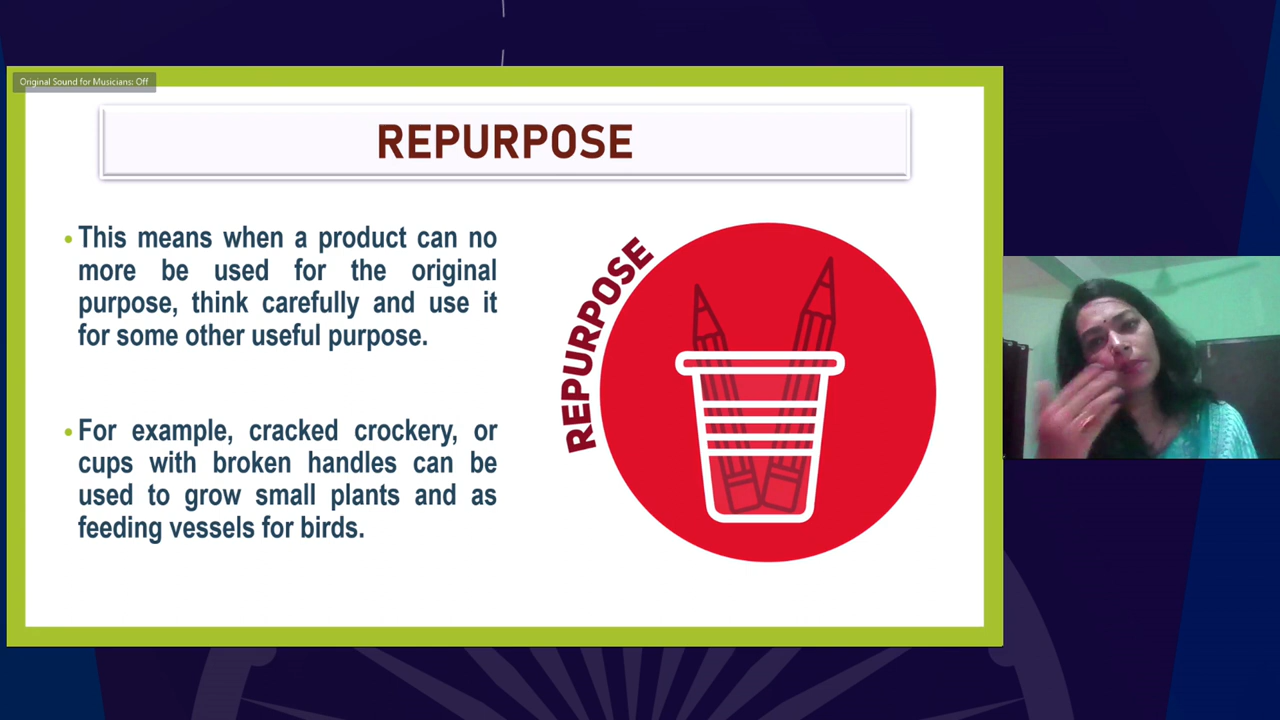 Original Sound for Musicians: Off
REPURPOSE
• This means when a product can no
more be used for the original
purpose, think carefully and use it
for some other useful purpose.
• For example, cracked crockery, or
cups with broken handles can be
used to grow small plants and as
feeding vessels for birds.
REPURPOSE